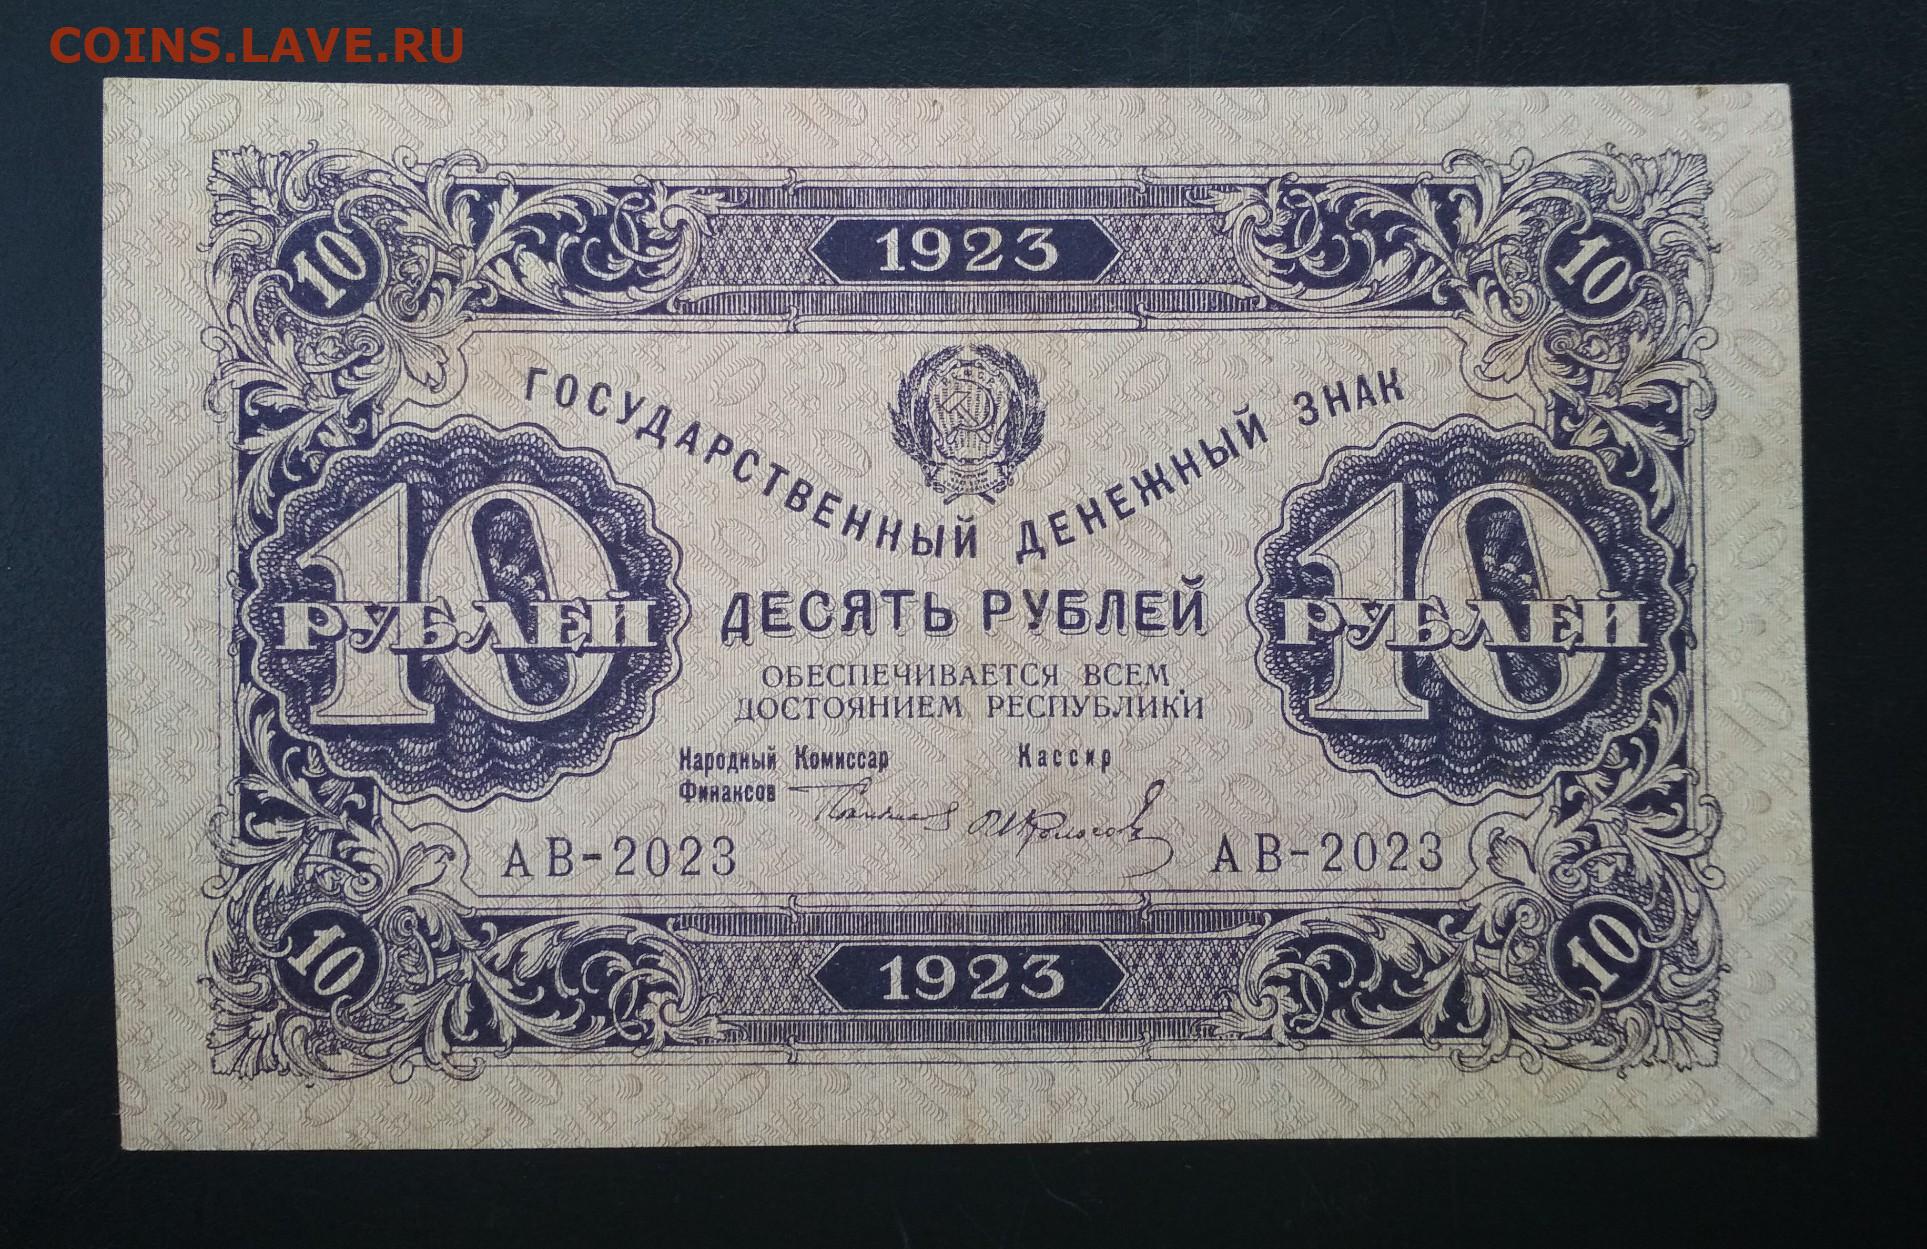 COINS.LAVE.RU
1923
10 10
ГОСУДАРСТВЕННЫЙ ДЕНЕЖНЫЙ ЗНАК
10 10
РУБЛЕЙ ДЕСЯТЬ РУБЛЕЙ РУБЛЕЙ
ОБЕСПЕЧИВАЕТСЯ ВСЕМ
ДОСТОЯНИЕМ РЕСПУБЛИКИ
Народный Комиссар Кассир
Финансов
АВ-2023 АВ-2023
10 10
1923